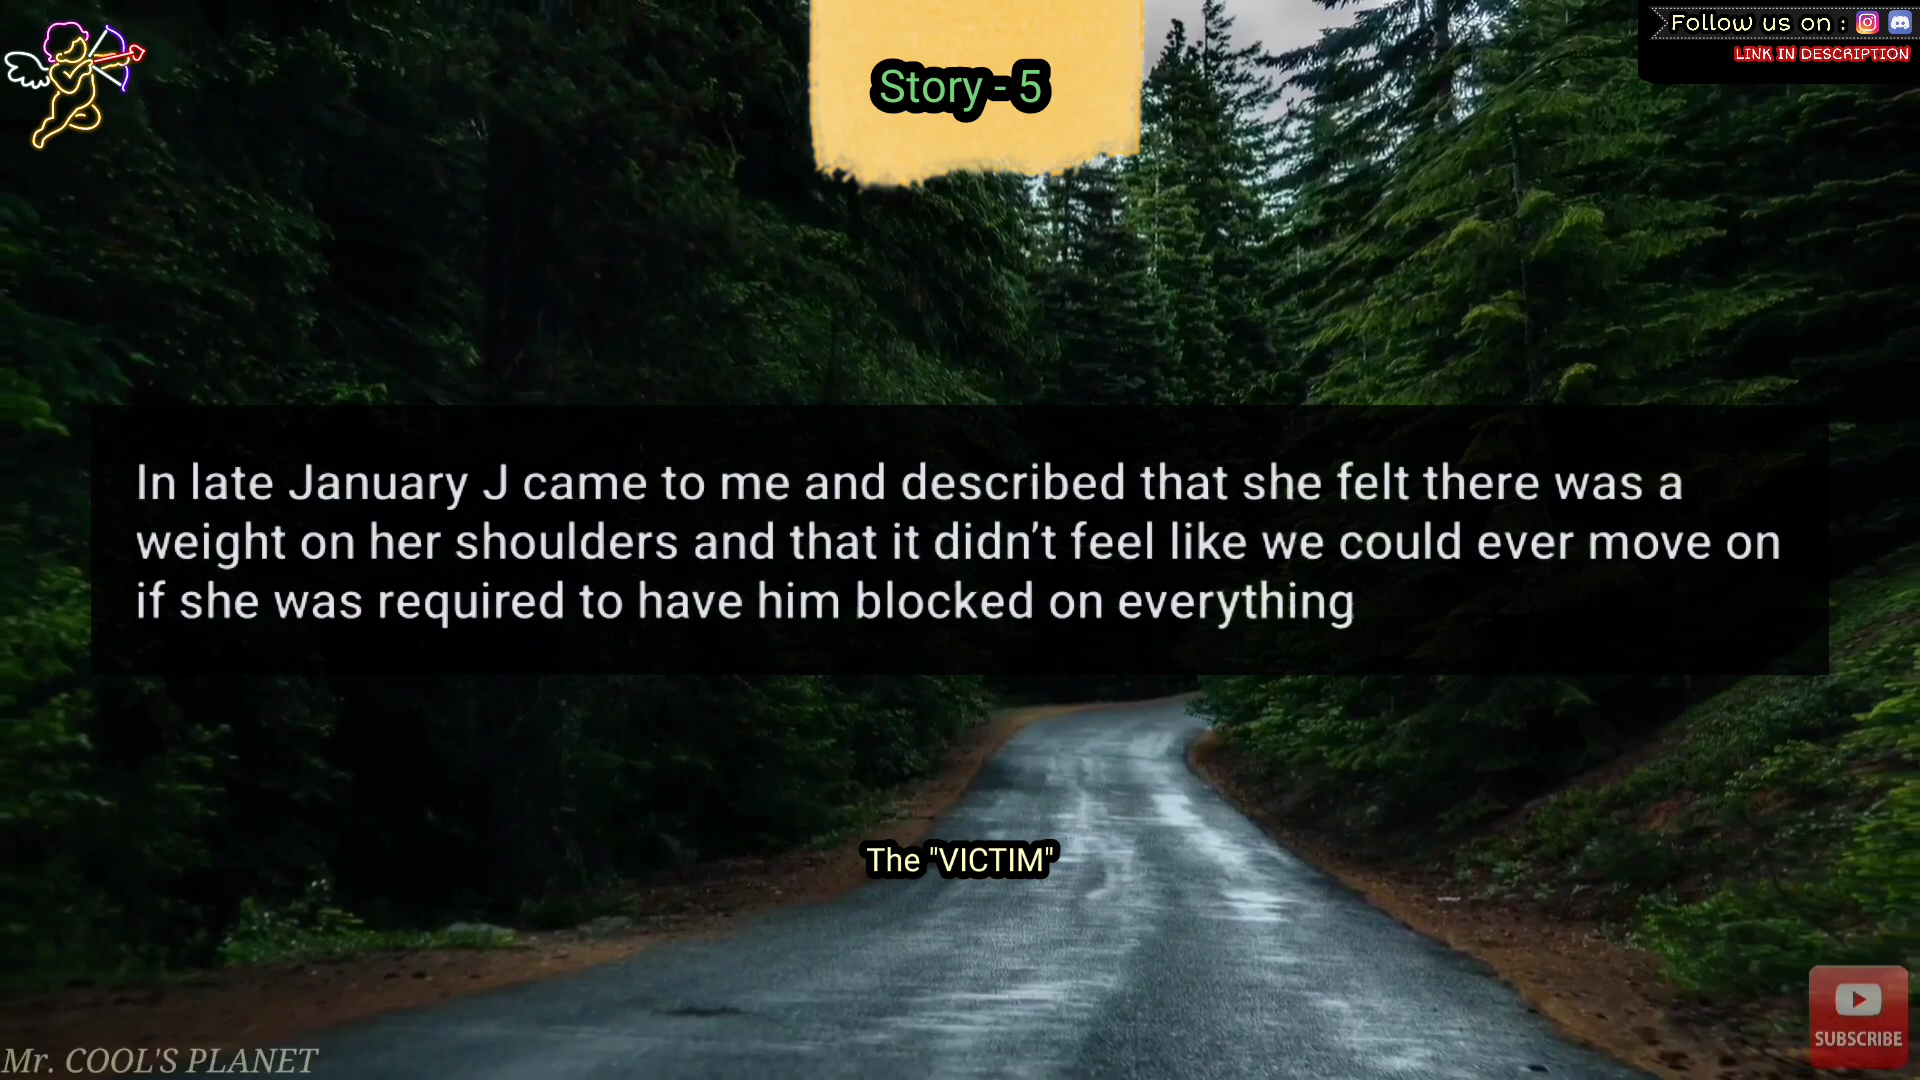 Story - 5
Follow us on :
LINK IN DESCRIPTION
In late January J came to me and described that she felt there was a
weight on her shoulders and that it didn’t feel like we could ever move on
if she was required to have him blocked on everything
The "VICTIM"
SUBSCRIBE
Mr. COOL'S PLANET